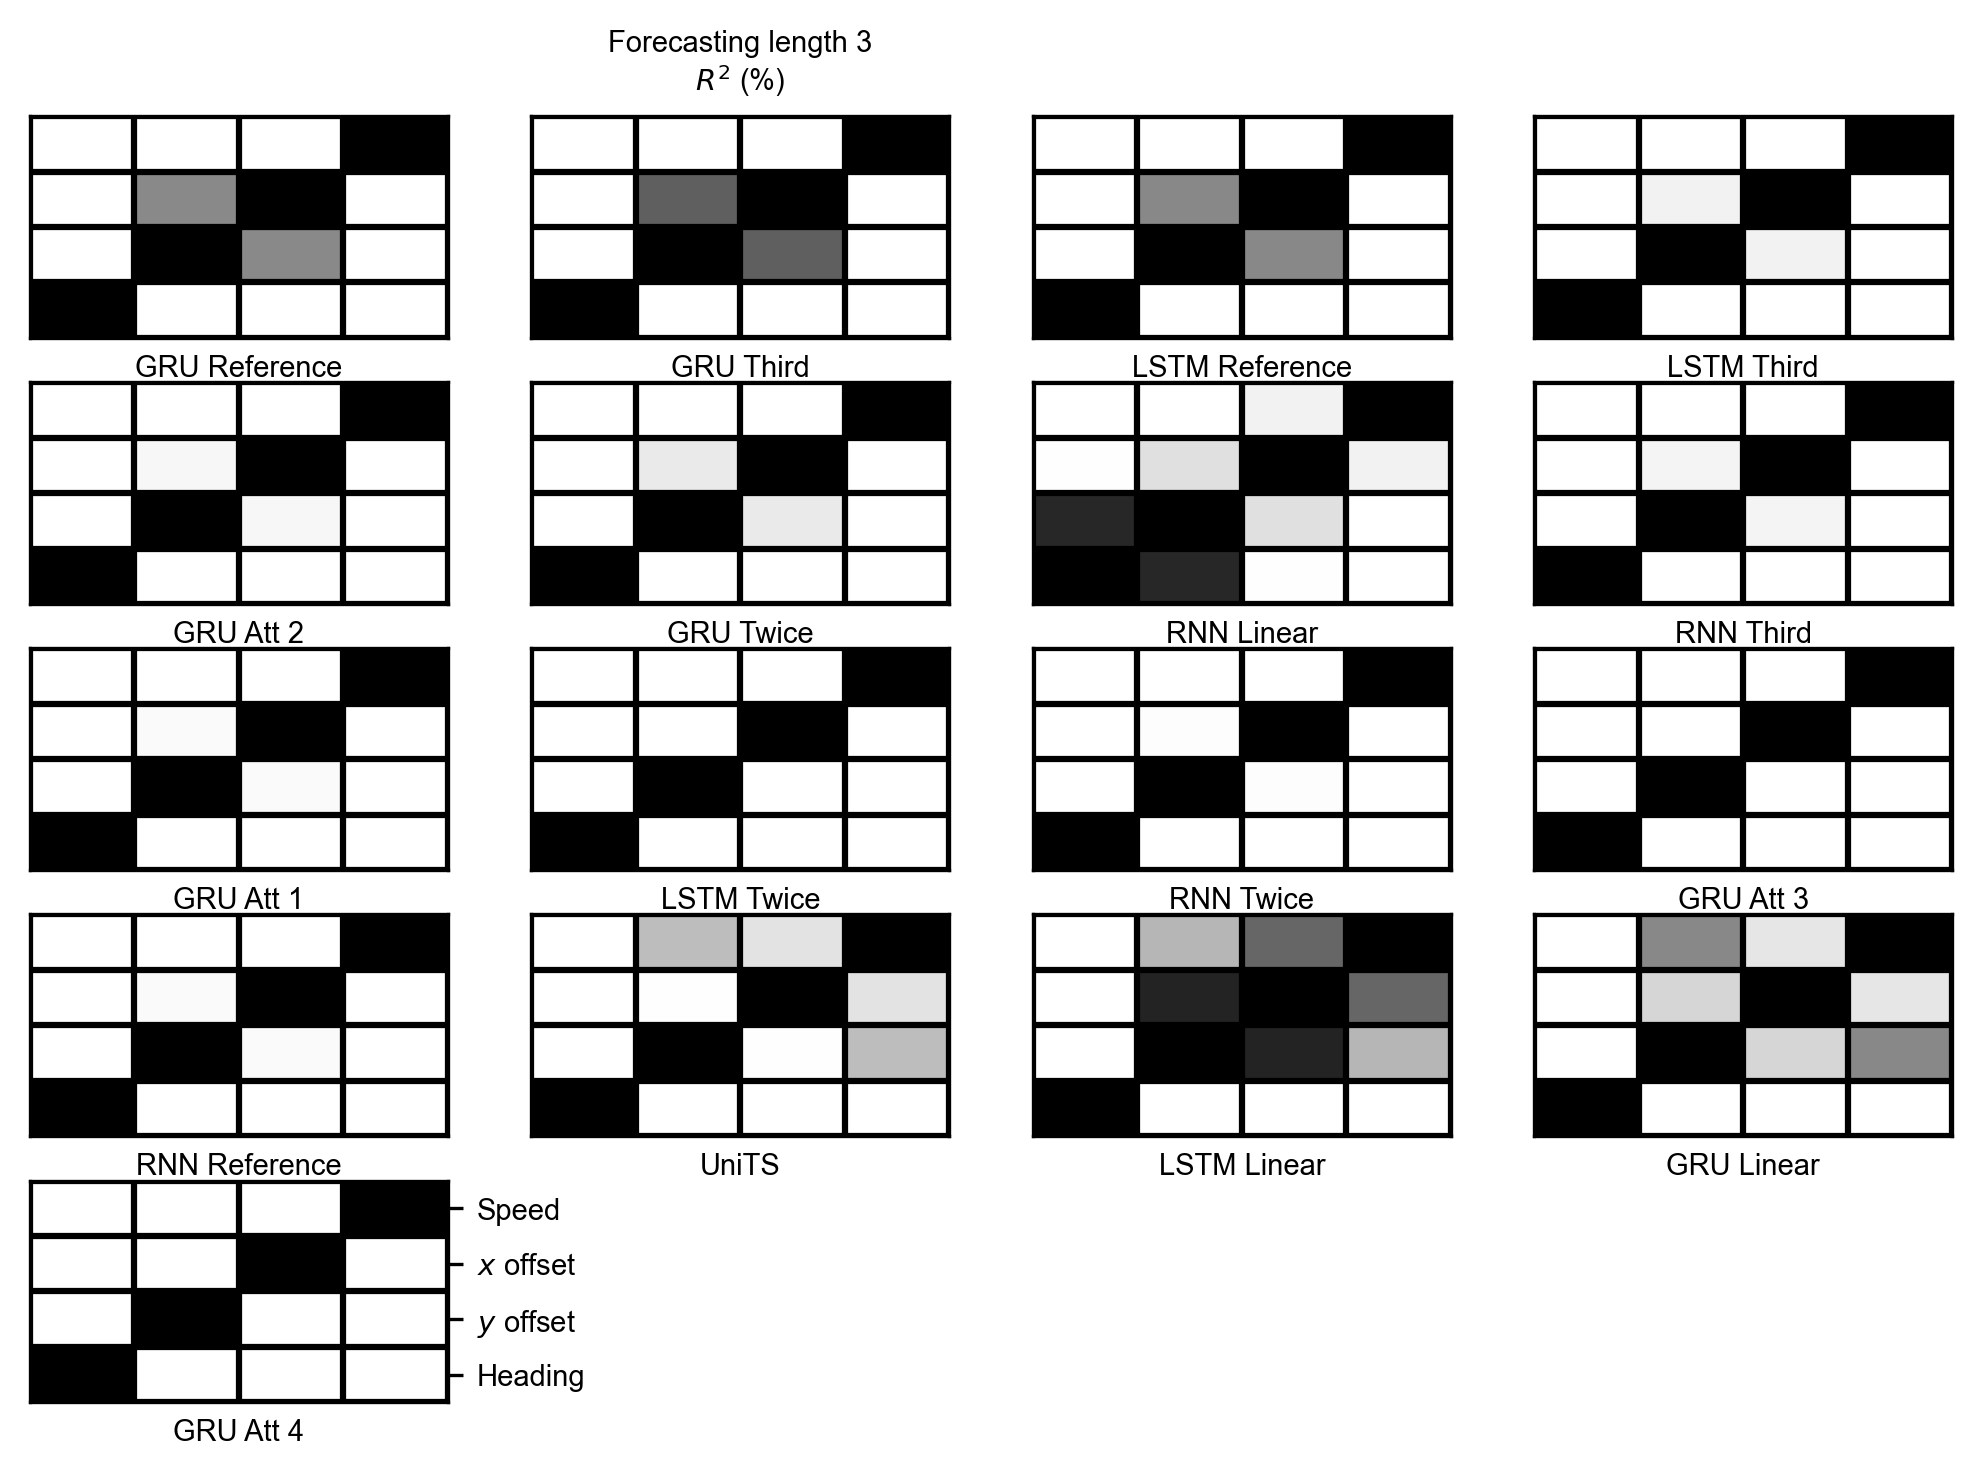 Forecasting length 3
R² (%)
GRU Reference
GRU Third
LSTM Reference
LSTM Third
GRU Att 2
GRU Twice
RNN Linear
RNN Third
GRU Att 1
LSTM Twice
RNN Twice
GRU Att 3
RNN Reference
UniTS
LSTM Linear
GRU Linear
Speed
x offset
y offset
Heading
GRU Att 4